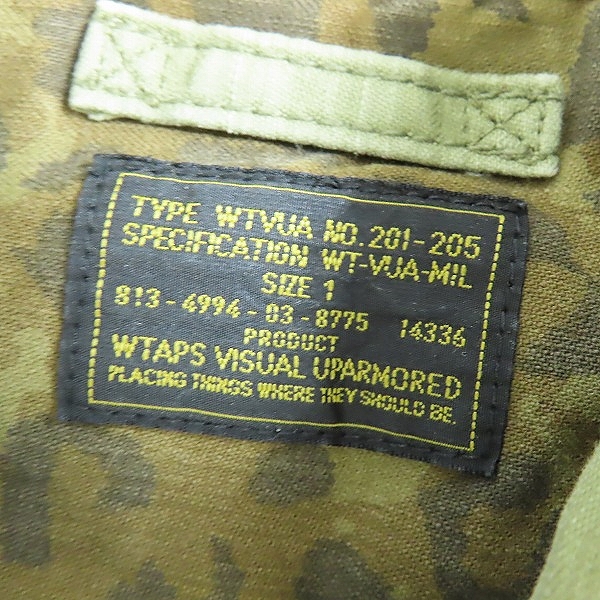 TYPE WTVUA NO. 201-205
SPECIFICATION WT-VUA-MIL
SIZE 1
813-4994-03-8775 14336
PRODUCT
WTAPS VISUAL UPARMORED
PLACING THINGS WHERE THEY SHOULD BE.